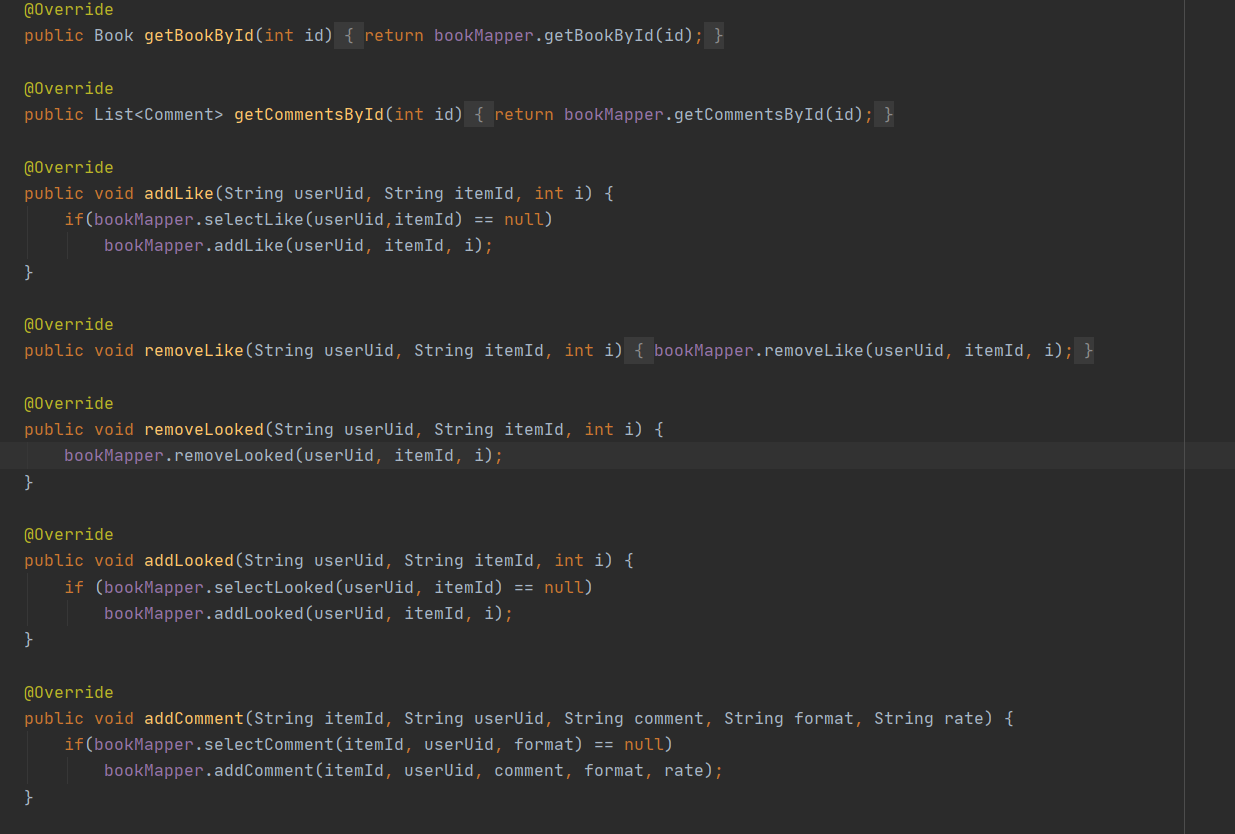 @Override
public Book getBookById(int id) { return bookMapper.getBookById(id); }
@Override
public List<Comment> getCommentsById(int id) { return bookMapper.getCommentsById(id); }
@Override
public void addLike(String userUid, String itemId, int i) {
    if(bookMapper.selectLike(userUid,itemId) == null)
        bookMapper.addLike(userUid, itemId, i);
}
@Override
public void removeLike(String userUid, String itemId, int i) { bookMapper.removeLike(userUid, itemId, i); }
@Override
public void removeLooked(String userUid, String itemId, int i) {
    bookMapper.removeLooked(userUid, itemId, i);
}
@Override
public void addLooked(String userUid, String itemId, int i) {
    if (bookMapper.selectLooked(userUid, itemId) == null)
        bookMapper.addLooked(userUid, itemId, i);
}
@Override
public void addComment(String itemId, String userUid, String comment, String format, String rate) {
    if(bookMapper.selectComment(itemId, userUid, format) == null)
        bookMapper.addComment(itemId, userUid, comment, format, rate);
}